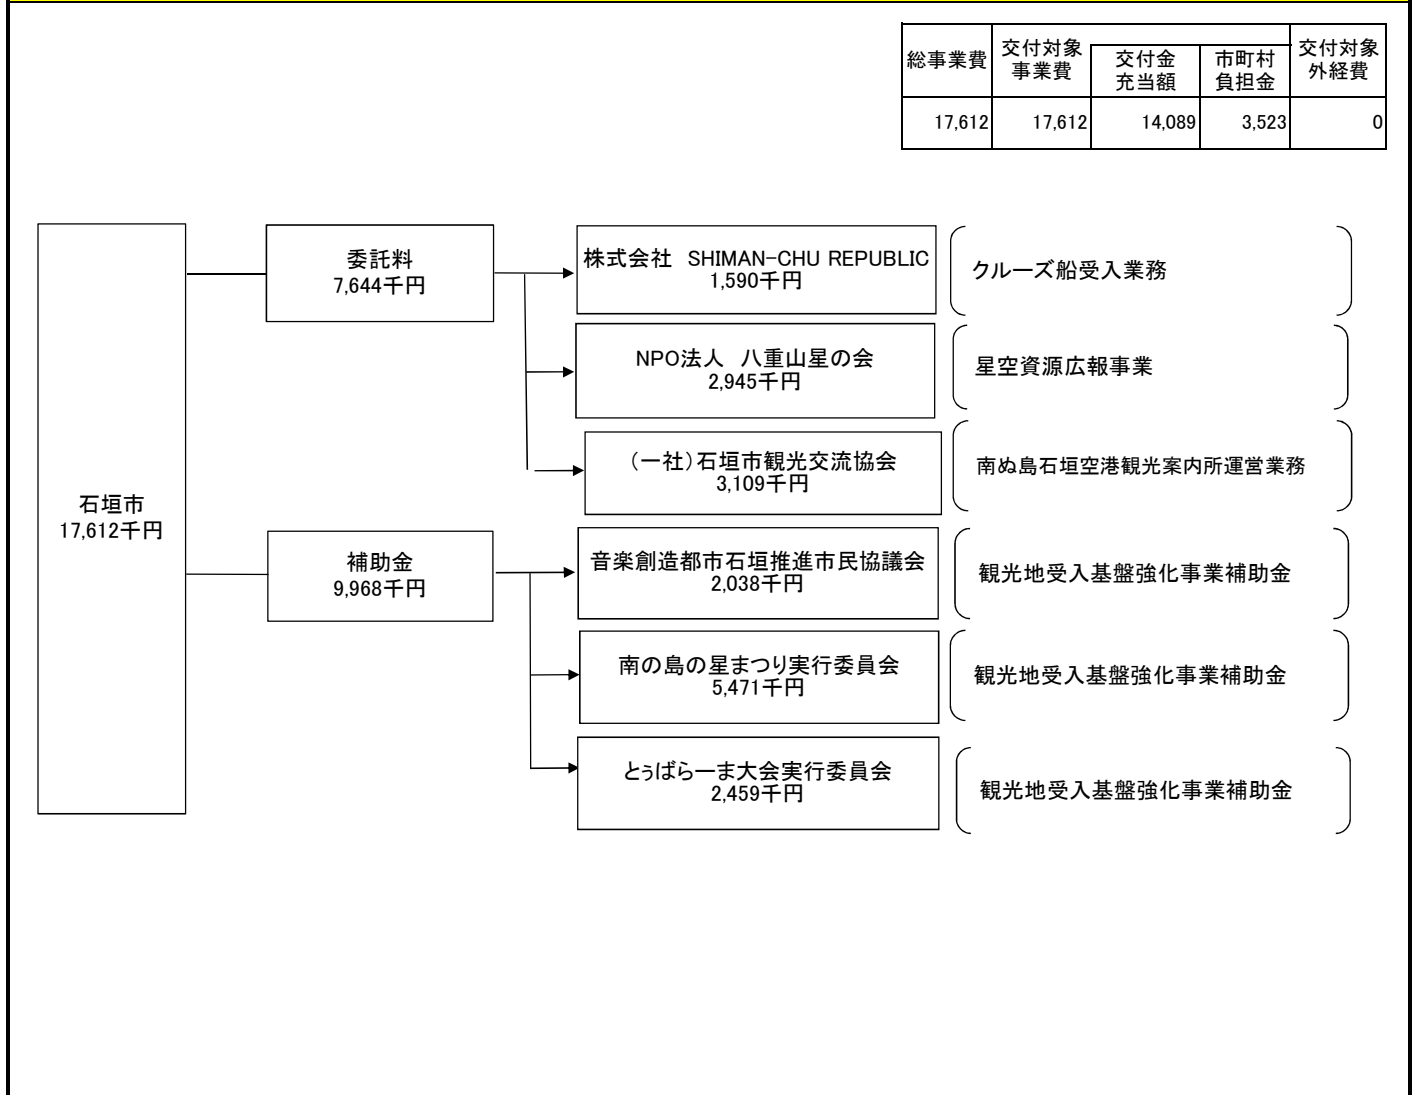 総事業費
交付対象
事業費
交付金
充当額
市町村
負担金
交付対象
外経費
17,612
17,612
14,089
3,523
0
石垣市
17,612千円
委託料
7,644千円
株式会社　SHIMAN-CHU REPUBLIC
1,590千円
クルーズ船受入業務
NPO法人　八重山星の会
2,945千円
星空資源広報事業
（一社）石垣市観光交流協会
3,109千円
南ぬ島石垣空港観光案内所運営業務
補助金
9,968千円
音楽創造都市石垣推進市民協議会
2,038千円
観光地受入基盤強化事業補助金
南の島の星まつり実行委員会
5,471千円
観光地受入基盤強化事業補助金
とぅばらーま大会実行委員会
2,459千円
観光地受入基盤強化事業補助金